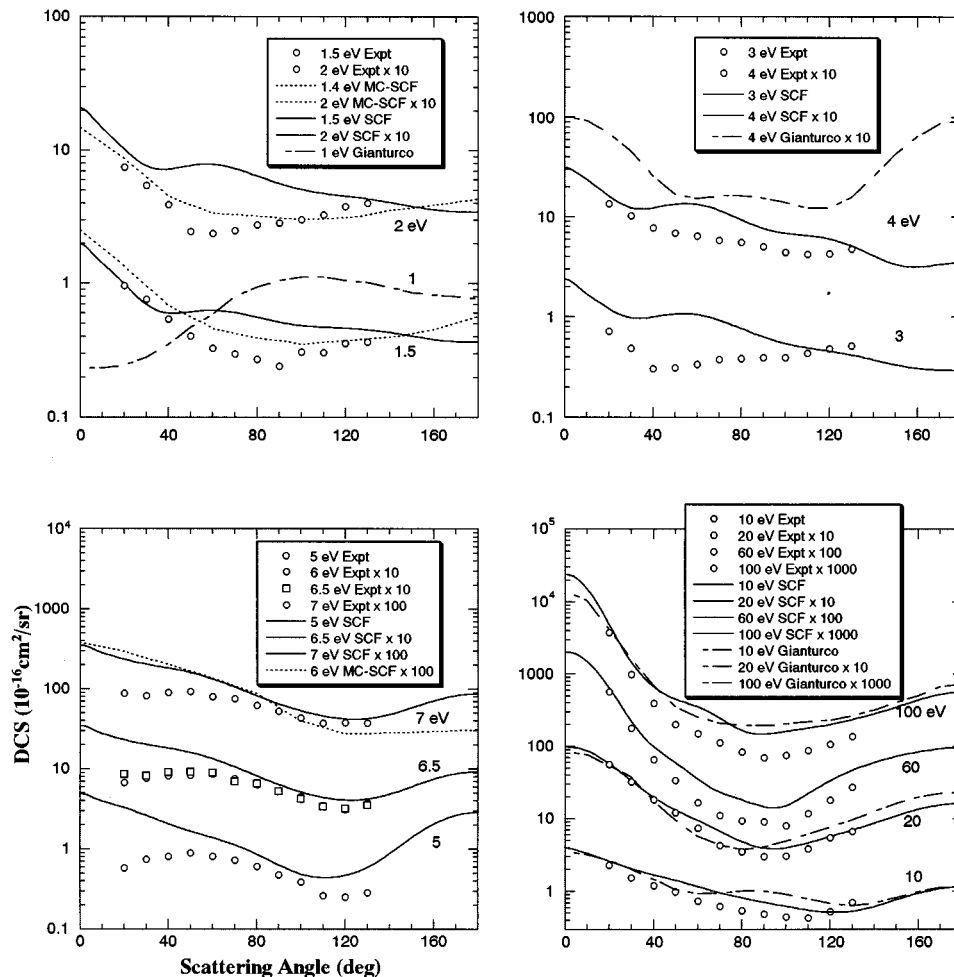 100
10
1
0.1
0
40
80
120
160
1.5 eV Expt
2 eV Expt x 10
1.4 eV MC-SCF
2 eV MC-SCF x 10
1.5 eV SCF
2 eV SCF x 10
1 eV Gianturco
2 eV
1
1.5
1000
100
10
1
0.1
0
40
80
120
160
3 eV Expt
4 eV Expt x 10
3 eV SCF
4 eV SCF x 10
4 eV Gianturco x 10
4 eV
3
DCS (10⁻¹⁶cm²/sr)
10⁴
1000
100
10
1
0.1
0
40
80
120
160
5 eV Expt
6 eV Expt x 10
6.5 eV Expt x 10
7 eV Expt x 100
5 eV SCF
6.5 eV SCF x 10
7 eV SCF x 100
6 eV MC-SCF x 100
7 eV
6.5
5
10⁵
10⁴
1000
100
10
1
0
40
80
120
160
10 eV Expt
20 eV Expt x 10
60 eV Expt x 100
100 eV Expt x 1000
10 eV SCF
20 eV SCF x 10
60 eV SCF x 100
100 eV SCF x 1000
10 eV Gianturco
20 eV Gianturco x 10
100 eV Gianturco x 1000
100 eV
60
20
10
Scattering Angle (deg)